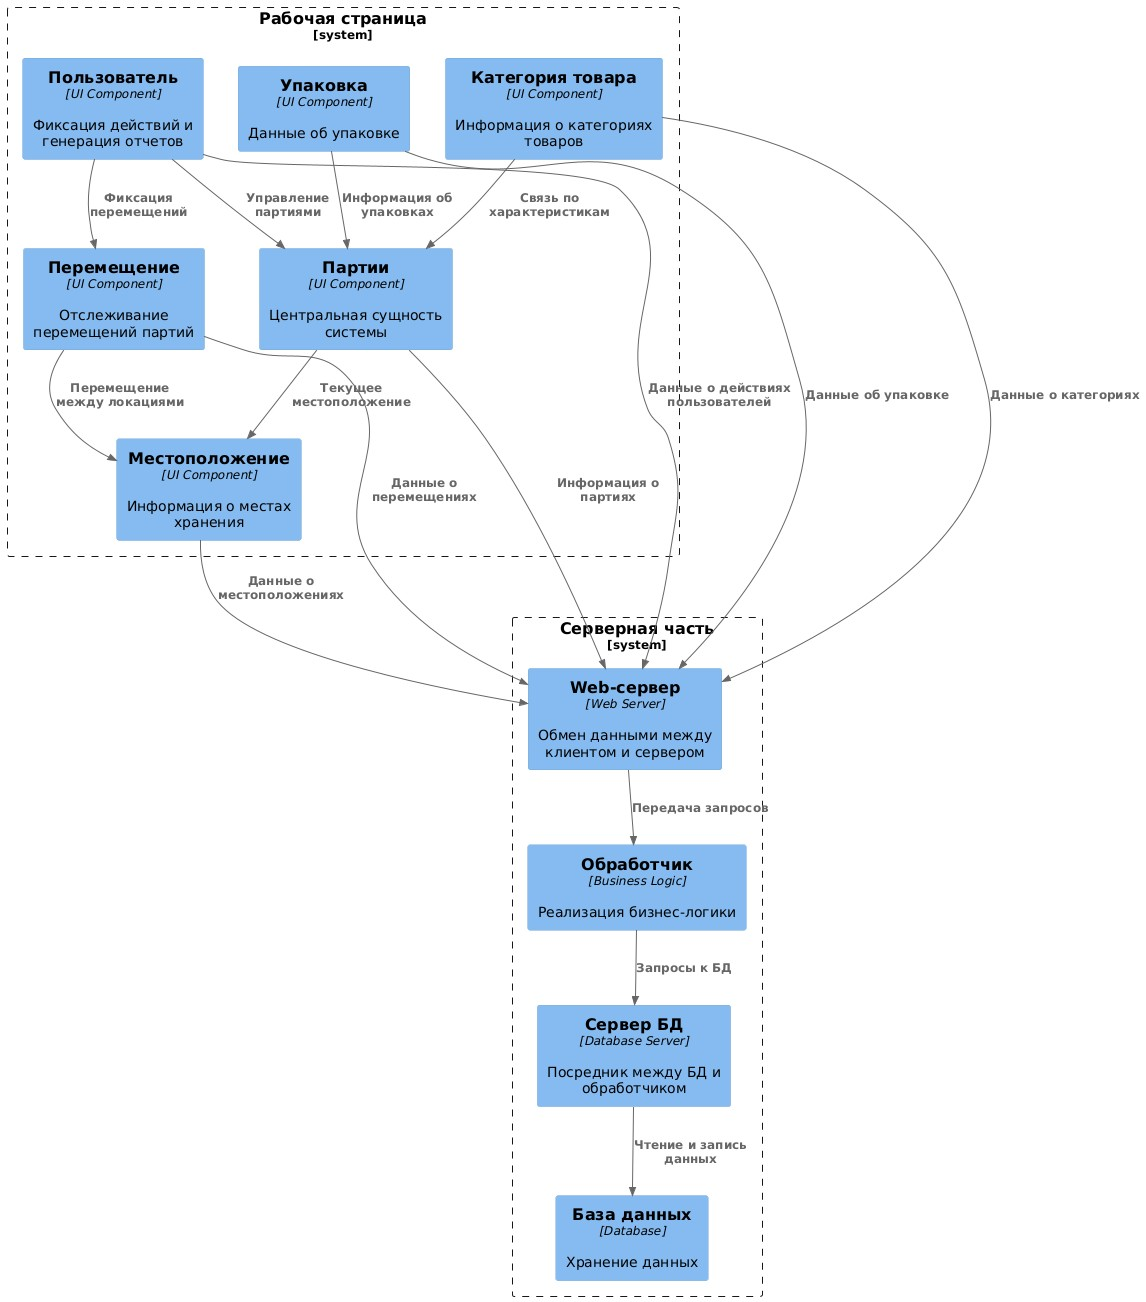 Рабочая страница
[system]
Пользователь
[UI Component]
Фиксация действий и
генерация отчетов
Упаковка
[UI Component]
Данные об упаковке
Категория товара
[UI Component]
Информация о категориях
товаров
Фиксация
перемещений
Управление
партиями
Информация об
упаковках
Связь по
характеристикам
Перемещение
[UI Component]
Отслеживание
перемещений партий
Партии
[UI Component]
Центральная сущность
системы
Перемещение
между локациями
Текущее
местоположение
Данные о действиях
пользователей
Данные об упаковке
Данные о категориях
Местоположение
[UI Component]
Информация о местах
хранения
Данные о
перемещениях
Информация о
партиях
Данные о
местоположениях
Серверная часть
[system]
Web-сервер
[Web Server]
Обмен данными между
клиентом и сервером
Передача запросов
Обработчик
[Business Logic]
Реализация бизнес-логики
Запросы к БД
Сервер БД
[Database Server]
Посредник между БД и
обработчиком
Чтение и запись
данных
База данных
[Database]
Хранение данных